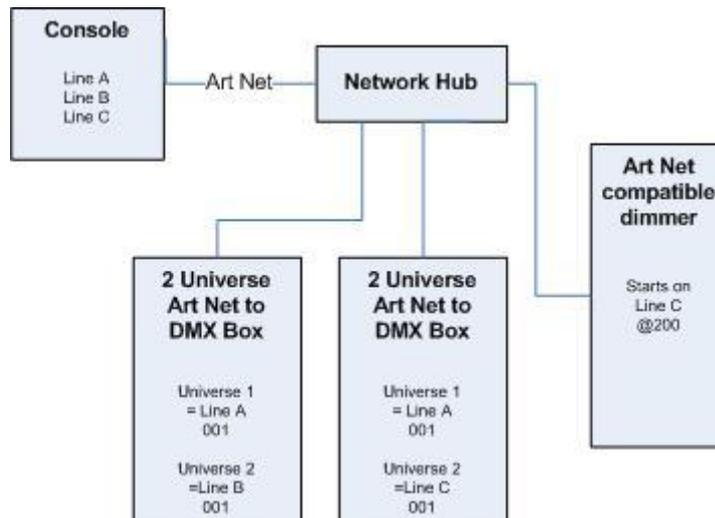 Console
Line A
Line B
Line C
Art Net
Network Hub
Art Net
compatible
dimmer
Starts on
Line C
@200
2 Universe
Art Net to
DMX Box
Universe 1
= Line A
001
Universe 2
=Line B
001
2 Universe
Art Net to
DMX Box
Universe 1
= Line A
001
Universe 2
=Line C
001